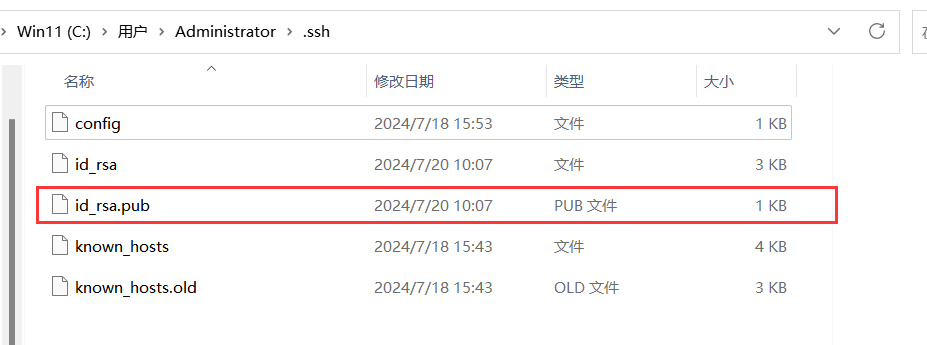 Win11 (C:) › 用户 › Administrator › .ssh
名称 修改日期 类型 大小
config 2024/7/18 15:53 文件 1 KB
id_rsa 2024/7/20 10:07 文件 3 KB
id_rsa.pub 2024/7/20 10:07 PUB 文件 1 KB
known_hosts 2024/7/18 15:43 文件 4 KB
known_hosts.old 2024/7/18 15:43 OLD 文件 3 KB